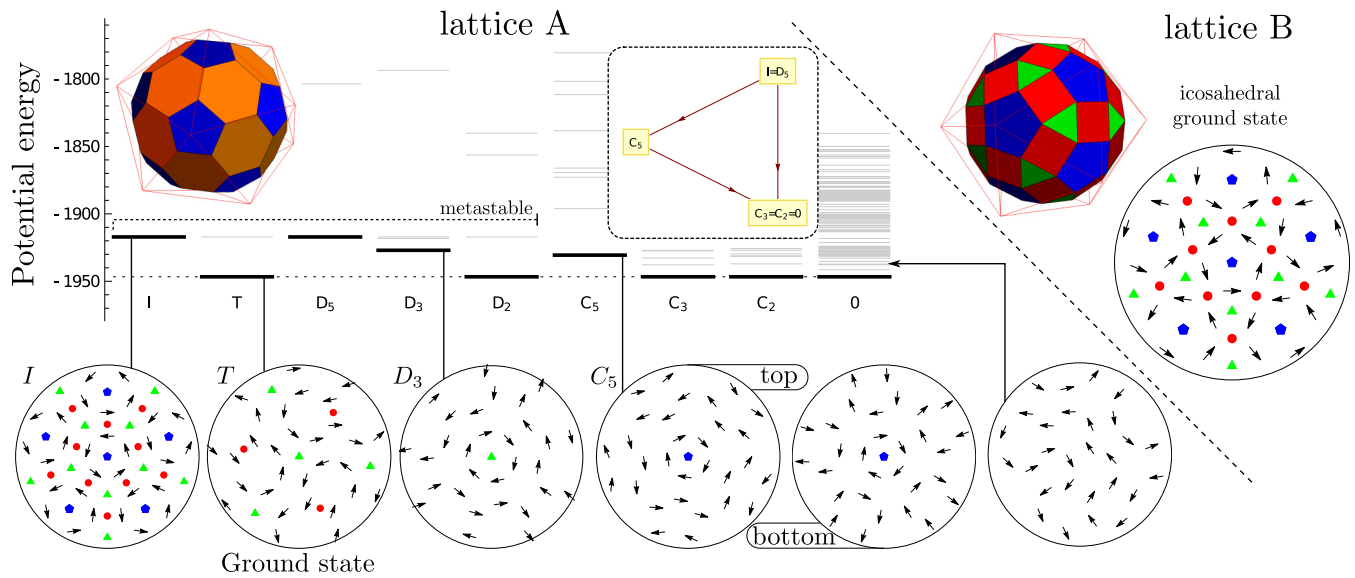 lattice A
lattice B
Potential energy
- 1800
- 1850
- 1900
- 1950
metastable
I=D₅
C₅
C₃=C₂=0
icosahedral
ground state
I
T
D₅
D₃
D₂
C₅
C₃
C₂
0
I
T
D₃
C₅
top
bottom
Ground state